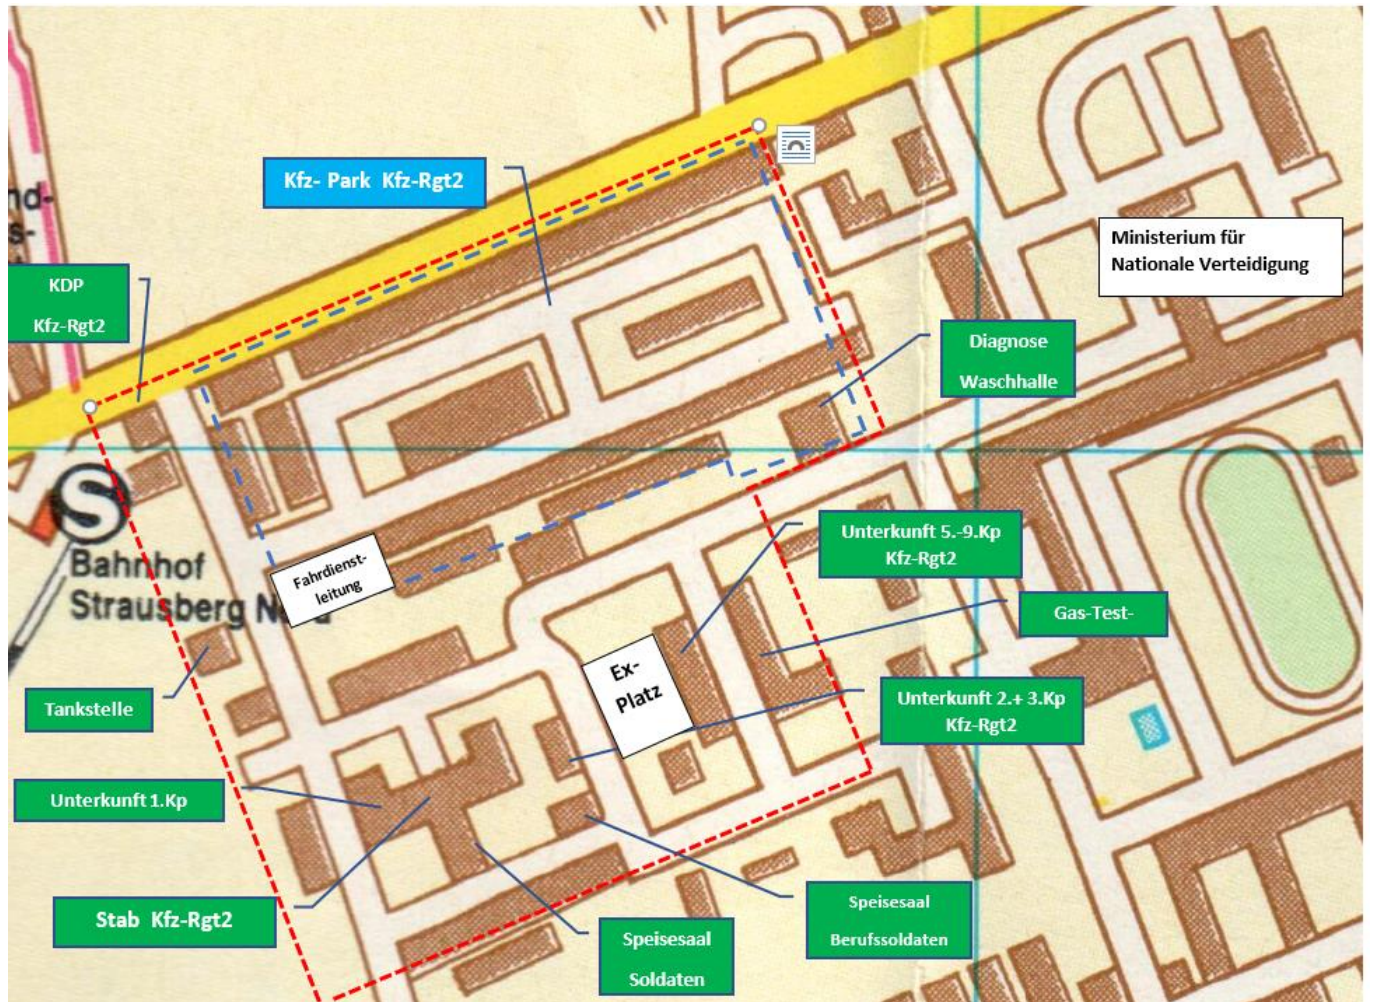 Kfz- Park Kfz-Rgt2
nd-
s-
Ministerium für
Nationale Verteidigung
KDP
Kfz-Rgt2
Diagnose
Waschhalle
S
Bahnhof
Strausberg N
Fahrdienst-
leitung
Unterkunft 5.-9.Kp
Kfz-Rgt2
Gas-Test-
Ex-
Platz
Tankstelle
Unterkunft 2.+ 3.Kp
Kfz-Rgt2
Unterkunft 1.Kp
Stab Kfz-Rgt2
Speisesaal
Berufssoldaten
Speisesaal
Soldaten